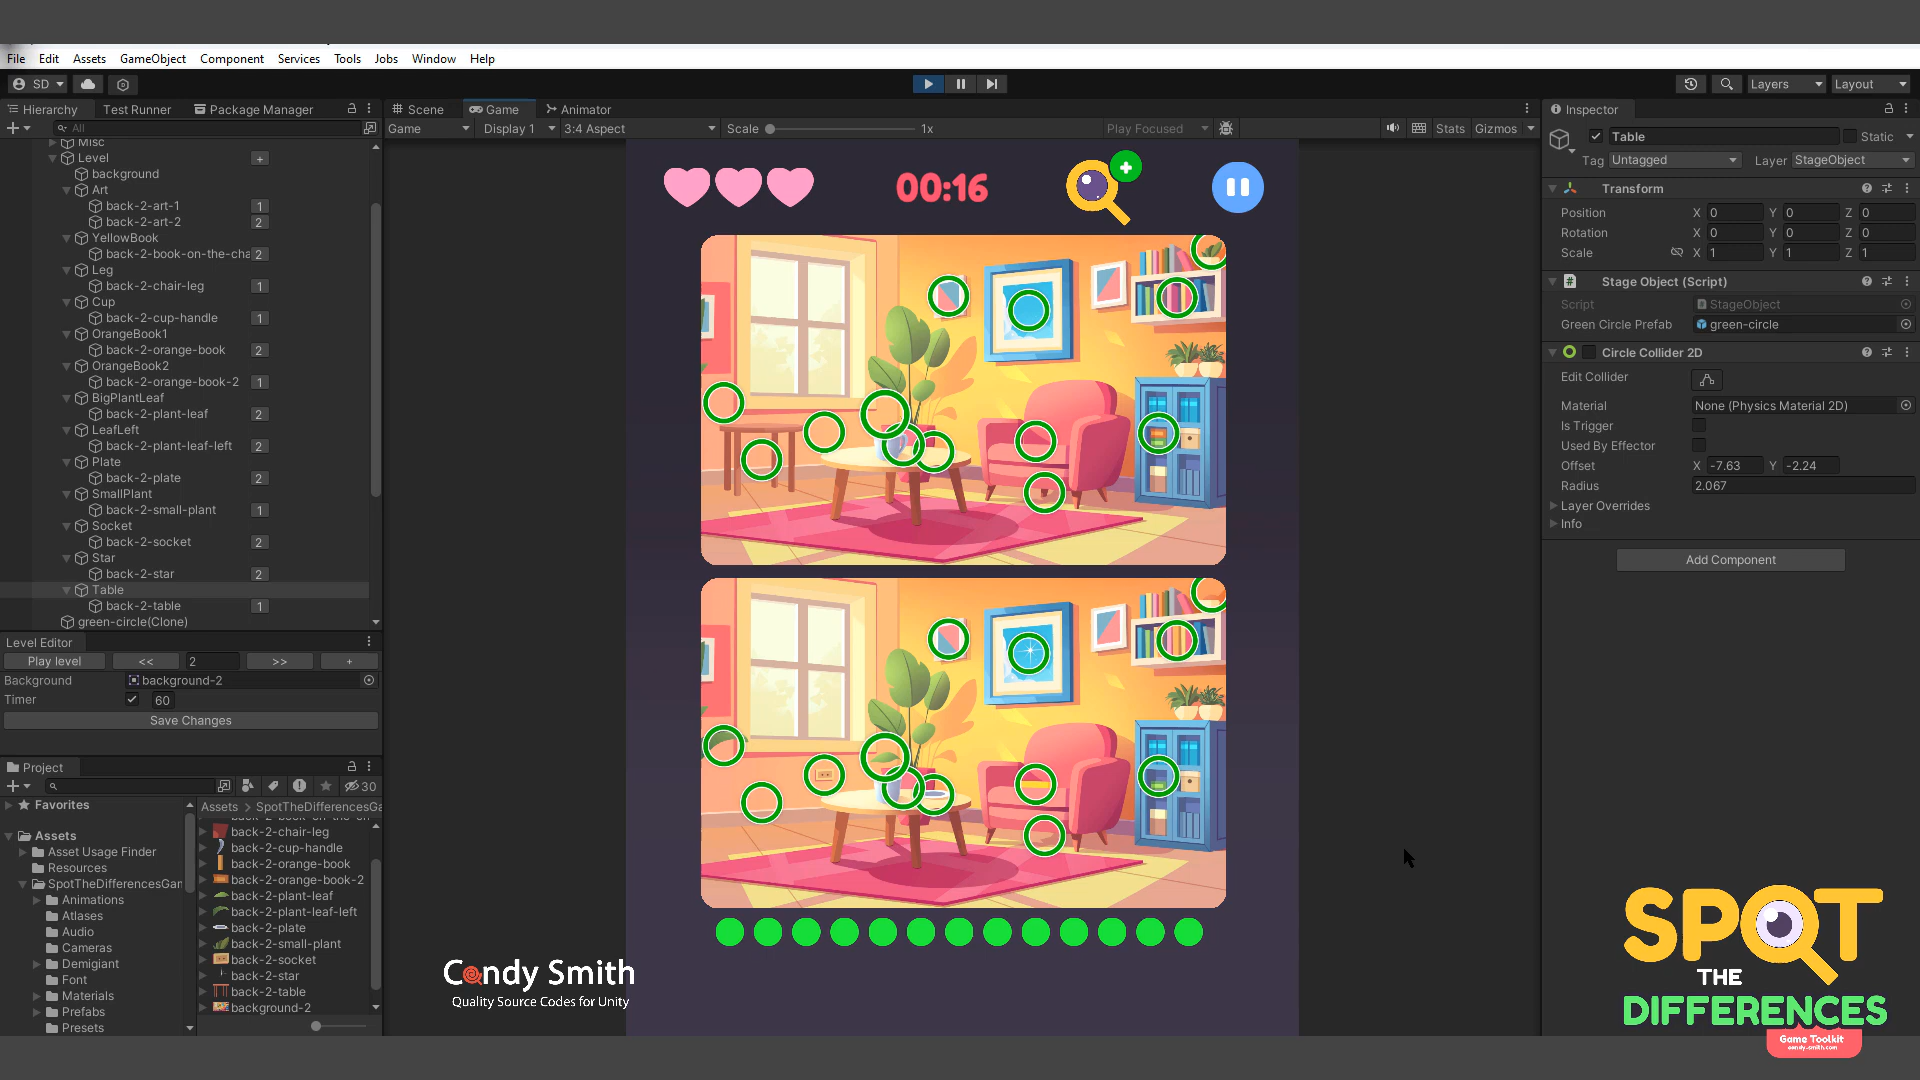 File Edit Assets GameObject Component Services Tools Jobs Window Help
SD
Layers Layout
Hierarchy Test Runner Package Manager
Scene Game Animator
Inspector
All
Game Display 1 3:4 Aspect Scale 1x Play Focused Stats Gizmos
Misc
Level
background
Art
back-2-art-1 1
back-2-art-2 2
YellowBook
back-2-book-on-the-cha 2
Leg
back-2-chair-leg 1
Cup
back-2-cup-handle 1
OrangeBook1
back-2-orange-book 2
OrangeBook2
back-2-orange-book-2 1
BigPlantLeaf
back-2-plant-leaf 2
LeafLeft
back-2-plant-leaf-left 2
Plate
back-2-plate 2
SmallPlant
back-2-small-plant 1
Socket
back-2-socket 2
Star
back-2-star 2
Table
back-2-table 1
green-circle(Clone)
00:16
Table Static
Tag Untagged Layer StageObject
Transform
Position X 0 Y 0 Z 0
Rotation X 0 Y 0 Z 0
Scale X 1 Y 1 Z 1
Stage Object (Script)
Script StageObject
Green Circle Prefab green-circle
Circle Collider 2D
Edit Collider
Material None (Physics Material 2D)
Is Trigger
Used By Effector
Offset X -7.63 Y -2.24
Radius 2.067
Layer Overrides
Info
Add Component
Level Editor
Play level << 2 >> +
Background background-2
Timer 60
Save Changes
Project
30
Favorites
Assets
Asset Usage Finder
Resources
SpotTheDifferencesGam
Animations
Atlases
Audio
Cameras
Demigiant
Font
Materials
Prefabs
Presets
Assets > SpotTheDifferencesGa
back-2-chair-leg
back-2-cup-handle
back-2-orange-book
back-2-orange-book-2
back-2-plant-leaf
back-2-plant-leaf-left
back-2-plate
back-2-small-plant
back-2-socket
back-2-star
back-2-table
background-2
Candy Smith
Quality Source Codes for Unity
SPOT
THE
DIFFERENCES
Game Toolkit
candy-smith.com